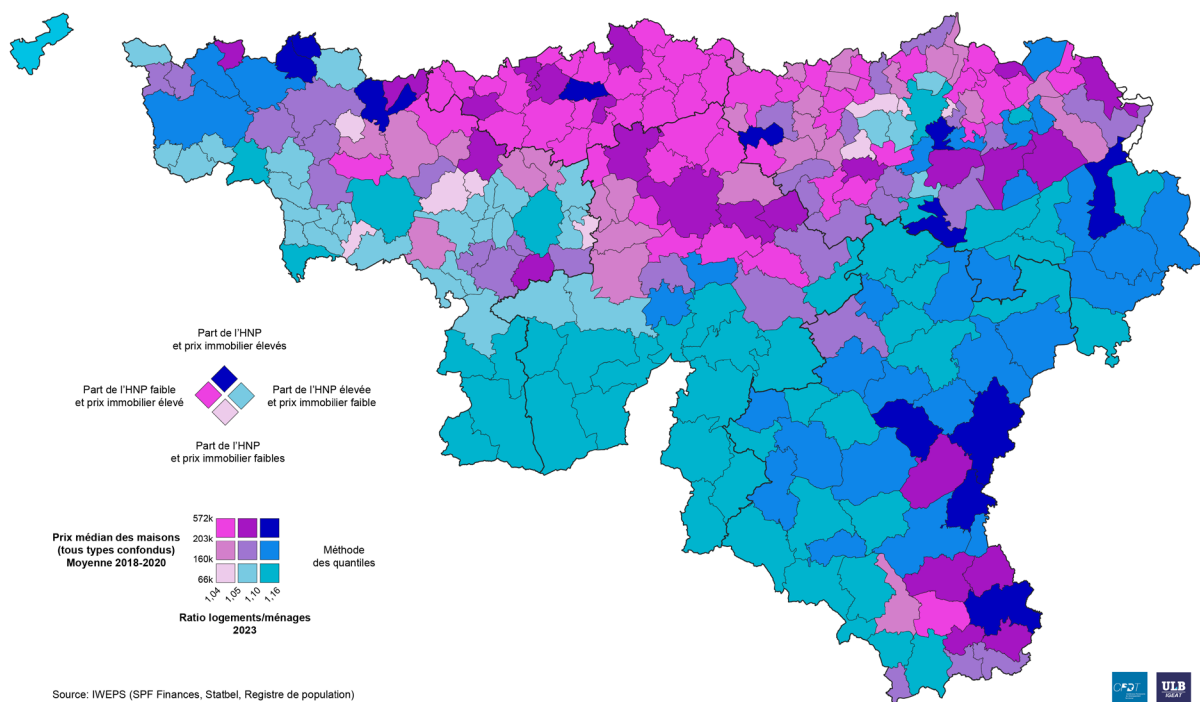 Part de l'HNP
et prix immobilier élevés
Part de l'HNP faible
et prix immobilier élevé
Part de l'HNP élevée
et prix immobilier faible
Part de l'HNP
et prix immobilier faibles
Prix médian des maisons
(tous types confondus)
Moyenne 2018-2020
572k
203k
160k
66k
1,04
1,05
1,10
1,16
Méthode
des quantiles
Ratio logements/ménages
2023
Source: IWEPS (SPF Finances, Statbel, Registre de population)
CPDT
ULB
IGEAT